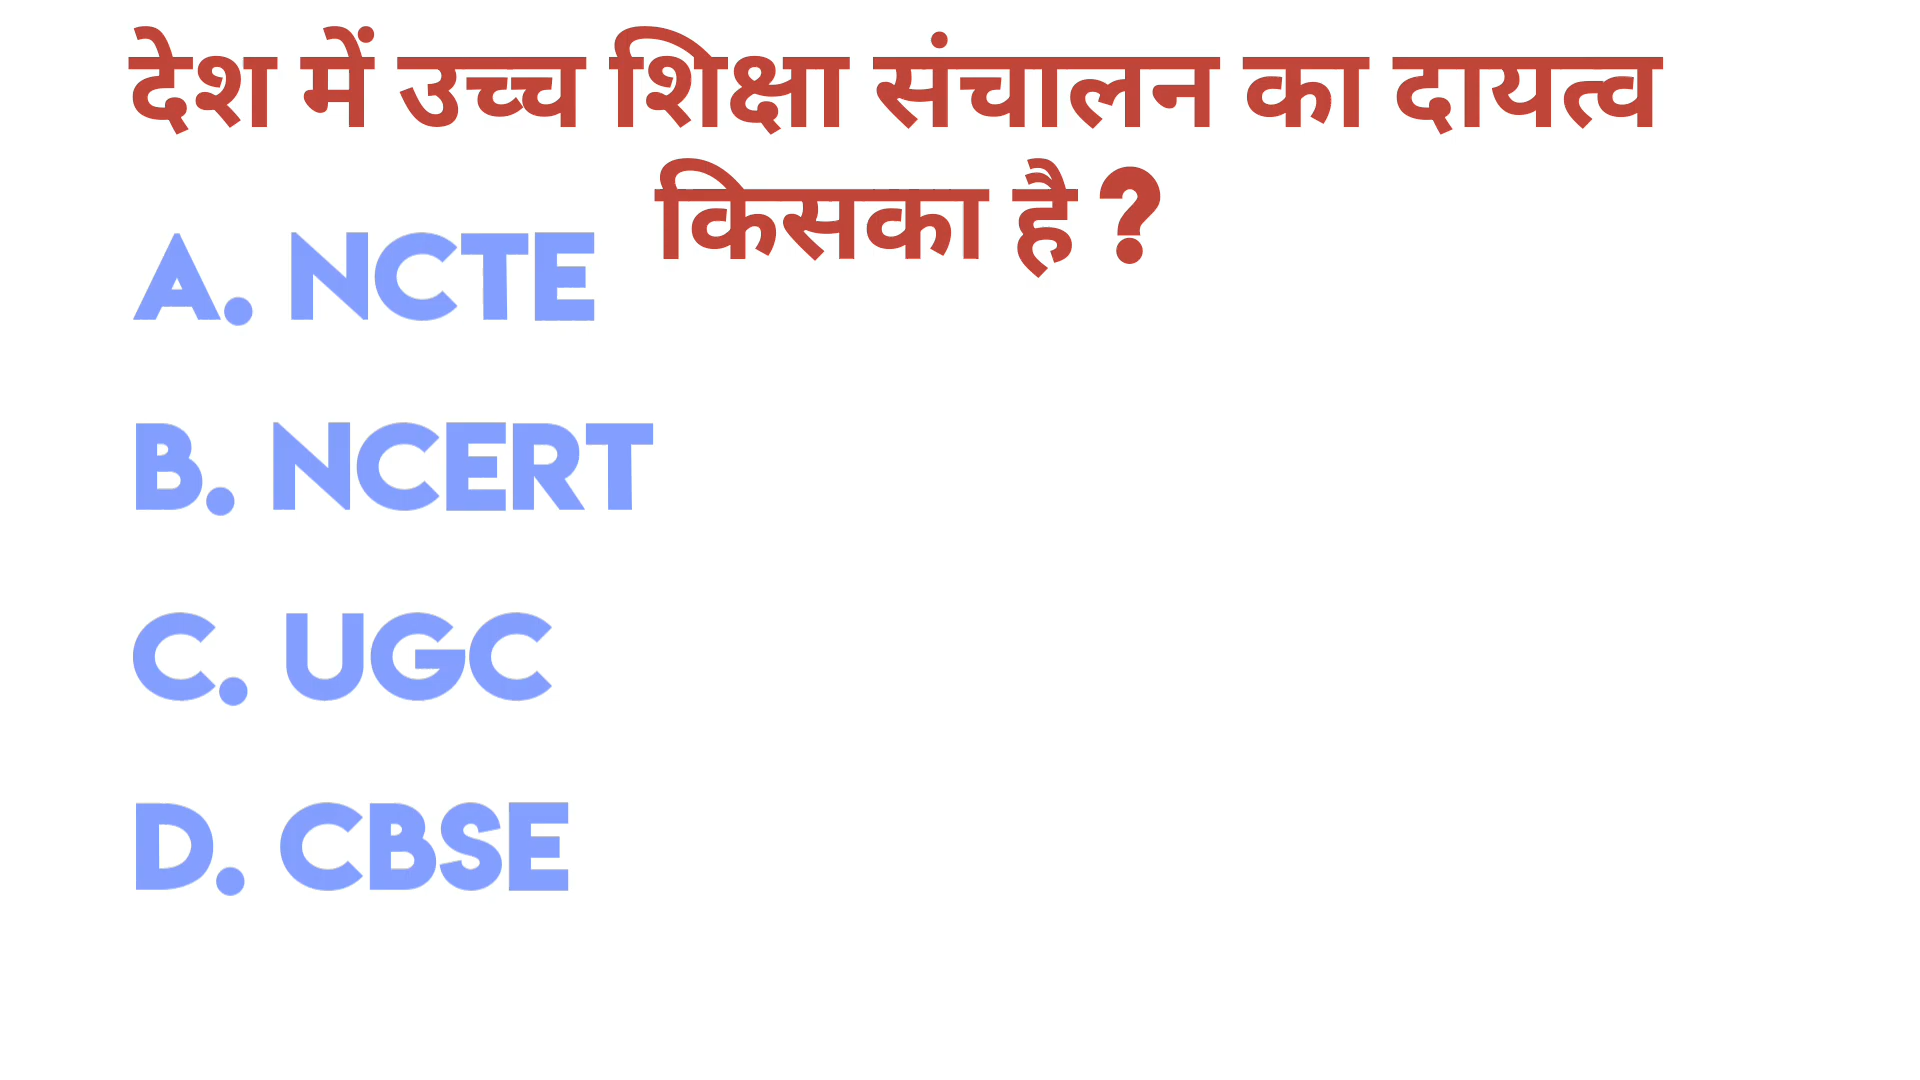 देश में उच्च शिक्षा संचालन का दायत्व
किसका है ?
A. NCTE
B. NCERT
C. UGC
D. CBSE